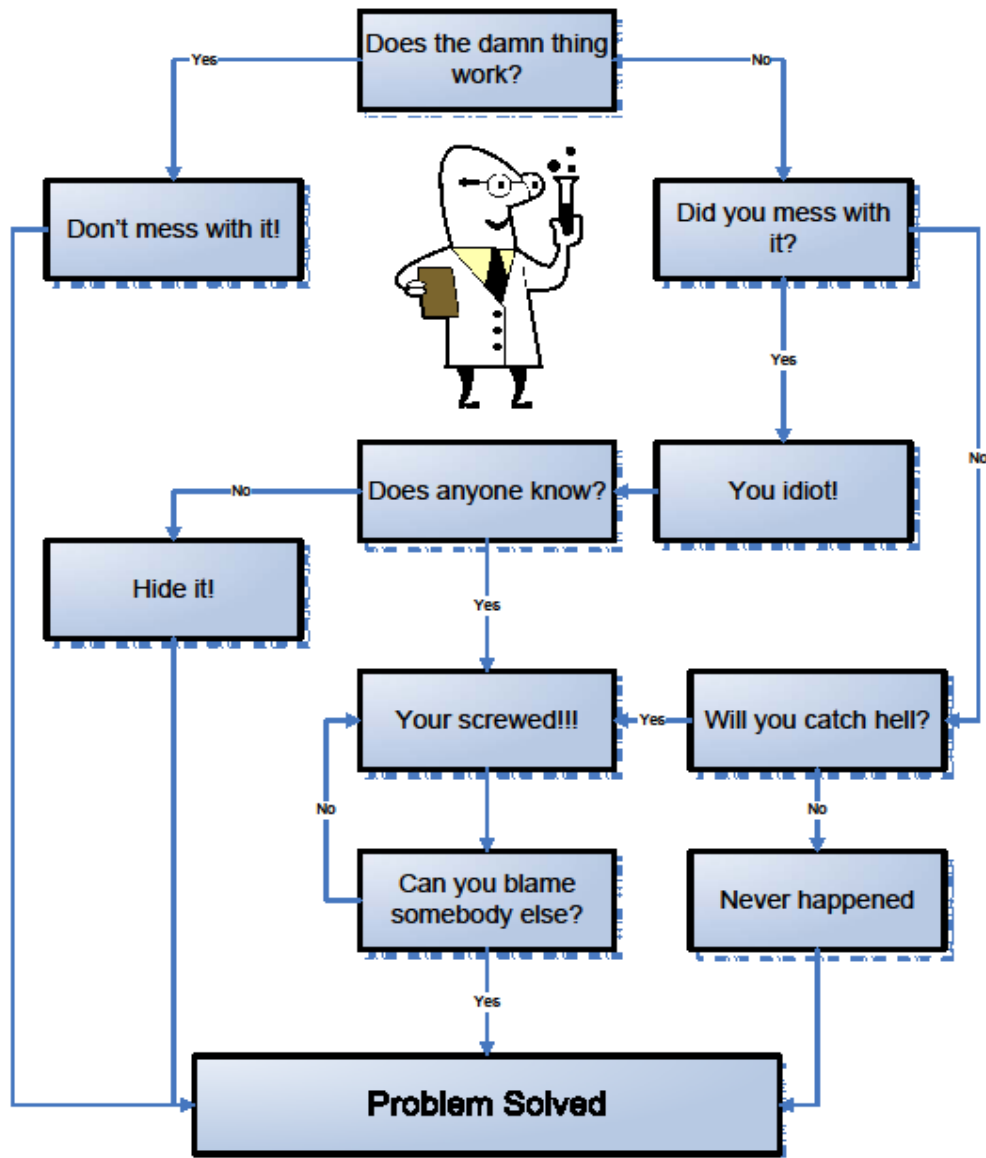 Does the damn thing
work?
Yes
No
Don't mess with it!
Did you mess with
it?
Yes
No
Does anyone know?
You idiot!
No
Hide it!
Yes
Your screwed!!!
Yes
Will you catch hell?
No
No
Can you blame
somebody else?
Never happened
Yes
Problem Solved